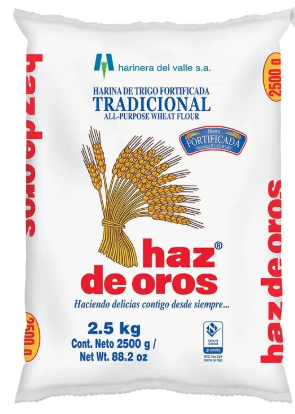 harinera del valle s.a.
HARINA DE TRIGO FORTIFICADA
TRADICIONAL
ALL-PURPOSE WHEAT FLOUR
FORTIFICADA
haz®
de oros
Haciendo delicias contigo desde siempre...
2.5 kg
Cont. Neto 2500 g /
Net Wt. 88.2 oz
haz de oros
2500 g
2500 g
haz de oros